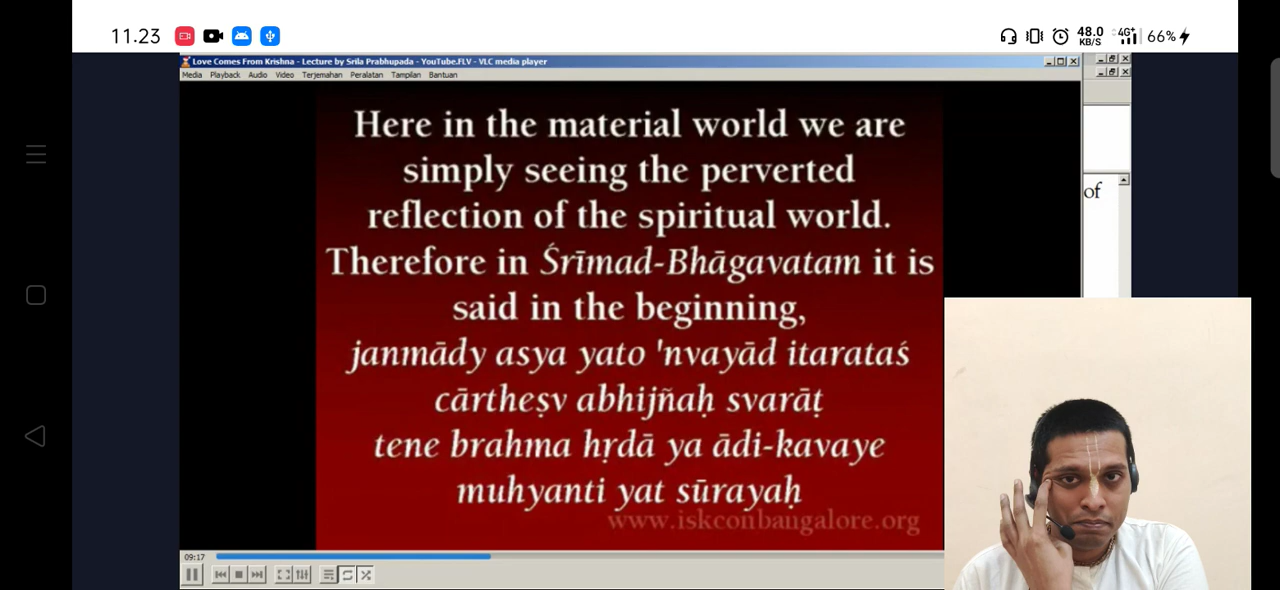 11.23
48.0
KB/S
4G+
66%
Love Comes From Krishna - Lecture by Srila Prabhupada - YouTube.FLV - VLC media player
Media Playback Audio Video Terjemahan Peralatan Tampilan Bantuan
Here in the material world we are
simply seeing the perverted
reflection of the spiritual world.
Therefore in Śrīmad-Bhāgavatam it is
said in the beginning,
janmādy asya yato 'nvayād itarataś
cārtheṣv abhijñaḥ svarāṭ
tene brahma hṛdā ya ādi-kavaye
muhyanti yat sūrayaḥ
www.iskconbangalore.org
of
09:17